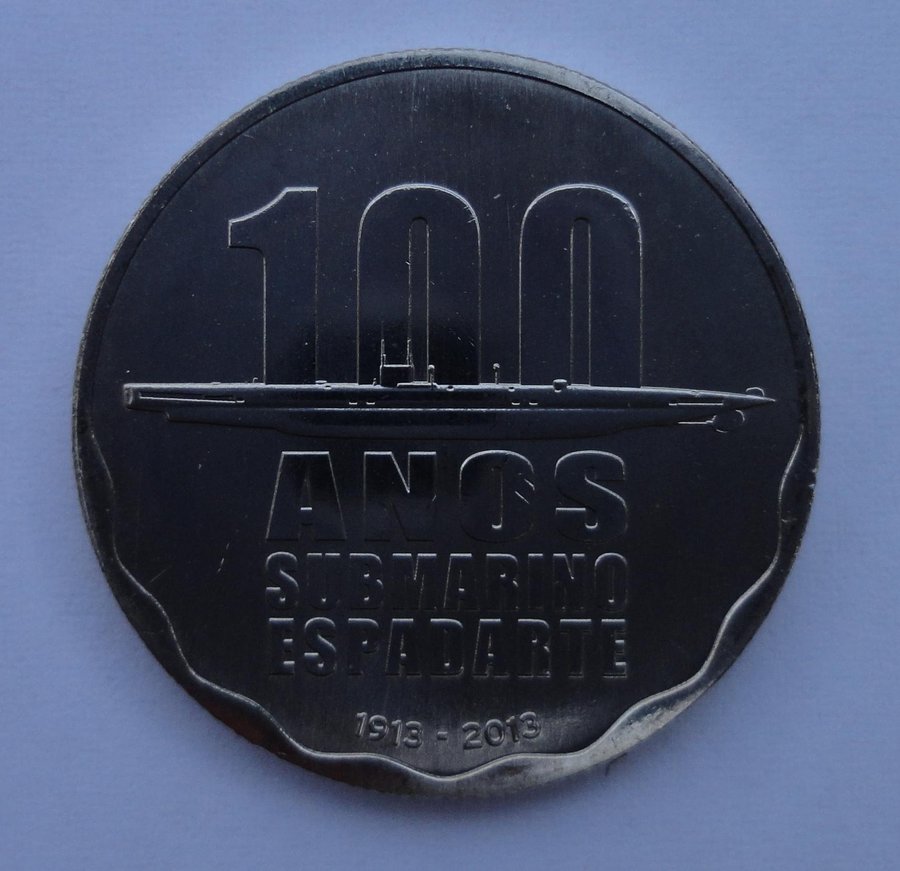 100
ANOS
SUBMARINO
ESPADARTE
1913 - 2013